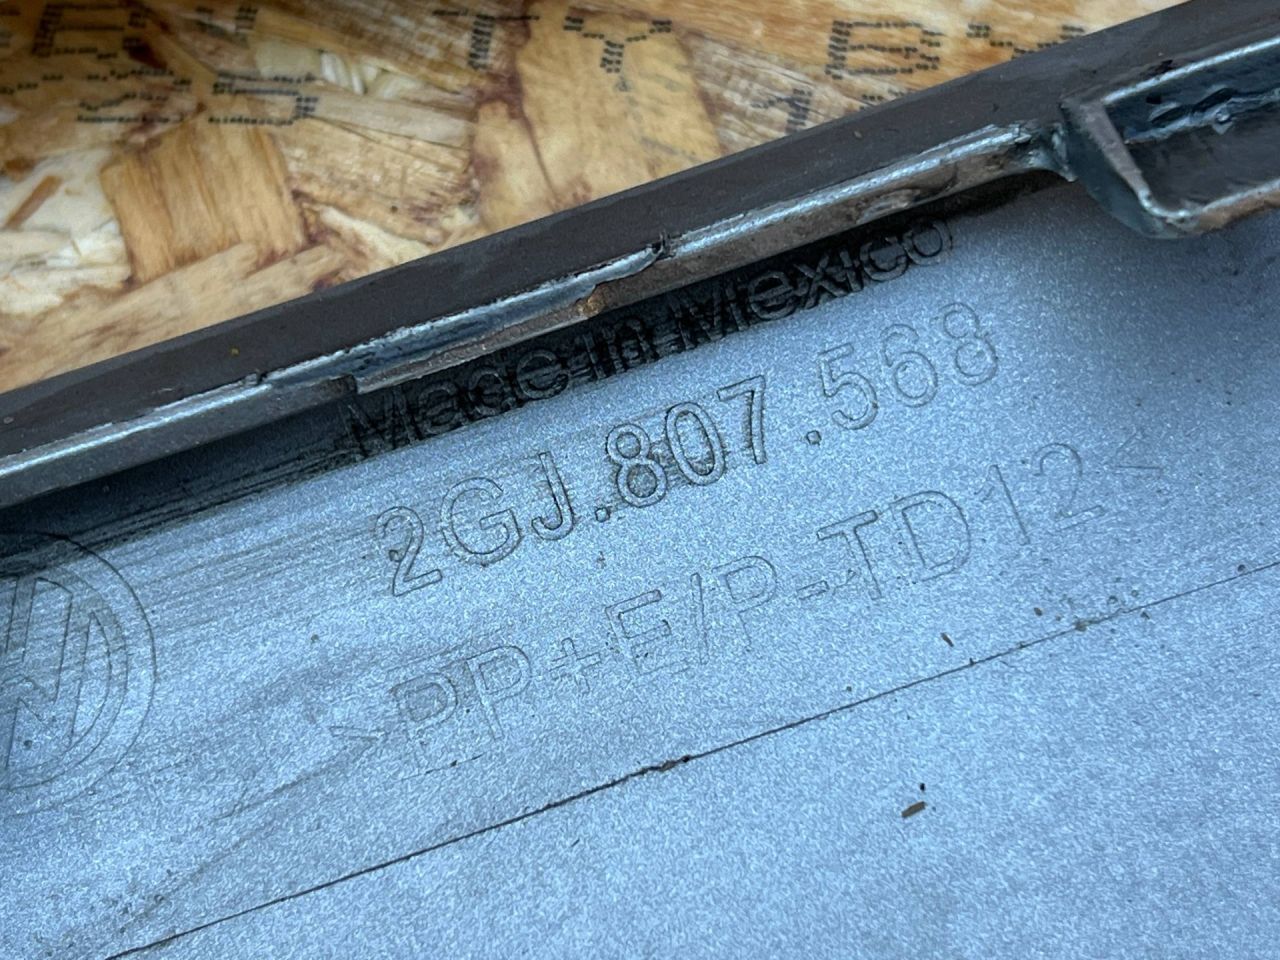 Made in Mexico
2GJ.807.568
>PP+E/P-TD12<